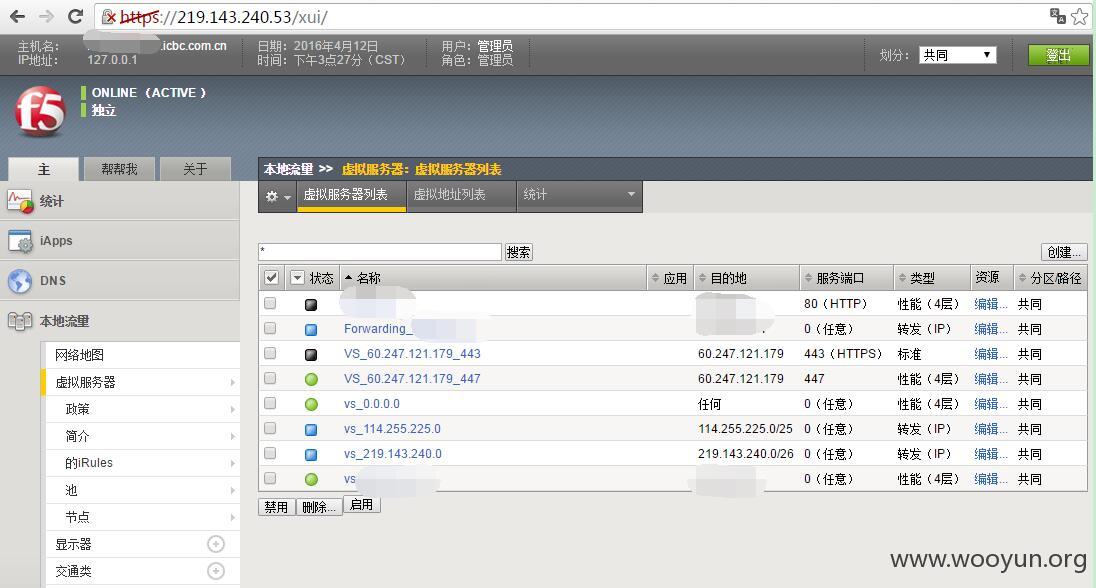 https://219.143.240.53/xui/
主机名: .icbc.com.cn 日期: 2016年4月12日 用户: 管理员
IP地址: 127.0.0.1 时间: 下午3点27分（CST） 角色: 管理员
划分: 共同 登出
f5 ONLINE （ACTIVE ）
独立
主 帮帮我 关于
本地流量 >> 虚拟服务器: 虚拟服务器列表
虚拟服务器列表 虚拟地址列表 统计
统计
iApps
DNS
本地流量
网络地图
虚拟服务器
政策
简介
的iRules
池
节点
显示器
交通类
* 搜索 创建...
状态 名称 应用 目的地 服务端口 类型 资源 分区/路径
80（HTTP） 性能（4层） 编辑... 共同
Forwarding_ 0（任意） 转发（IP） 编辑... 共同
VS_60.247.121.179_443 60.247.121.179 443（HTTPS） 标准 编辑... 共同
VS_60.247.121.179_447 60.247.121.179 447 性能（4层） 编辑... 共同
vs_0.0.0.0 任何 0（任意） 性能（4层） 编辑... 共同
vs_114.255.225.0 114.255.225.0/25 0（任意） 转发（IP） 编辑... 共同
vs_219.143.240.0 219.143.240.0/26 0（任意） 转发（IP） 编辑... 共同
vs 0（任意） 性能（4层） 编辑... 共同
禁用 删除... 启用
www.wooyun.org